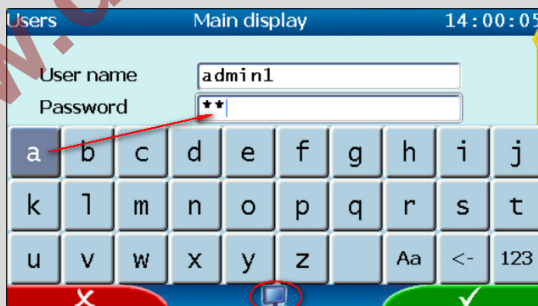 Users Main display 14:00:05
User name admin1
Password **
a b c d e f g h i j
k l m n o p q r s t
u v w x y z Aa <- 123